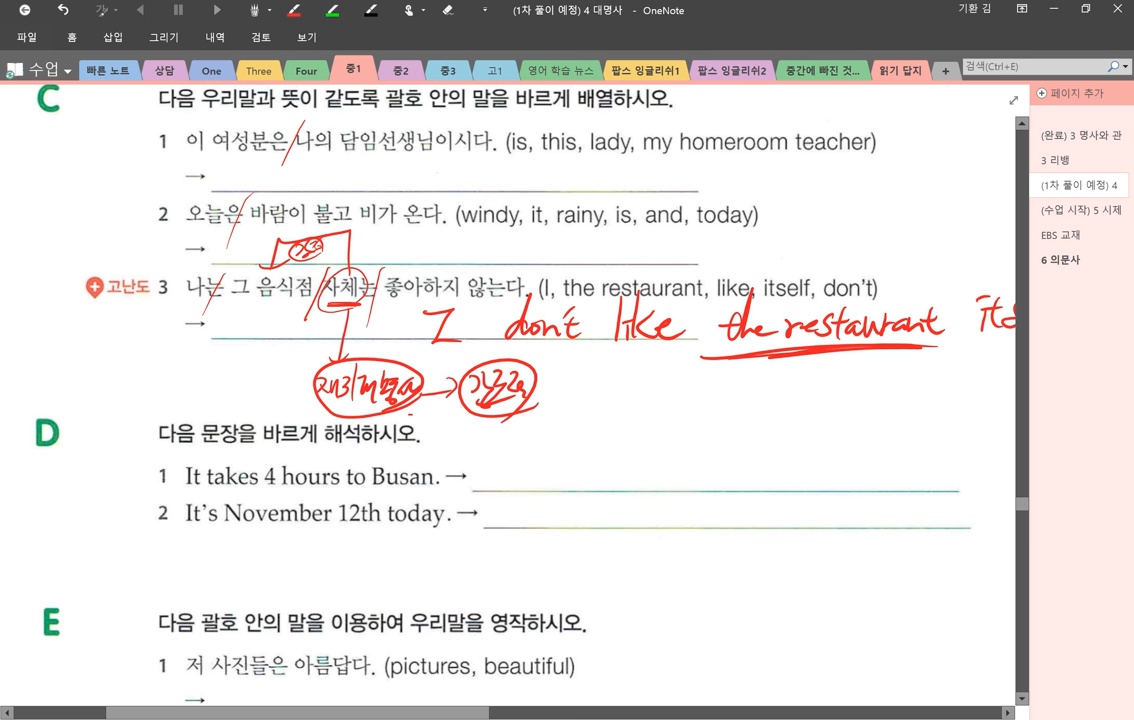 (1차 풀이 예정) 4 대명사 - OneNote
기환 김
파일 홈 삽입 그리기 내역 검토 보기
수업 빠른 노트 상담 One Three Four 중1 중2 중3 고1 영어 학습 뉴스 팝스 잉글리쉬1 팝스 잉글리쉬2 중간에 빠진 것... 읽기 답지 + 검색(Ctrl+E)
페이지 추가
(완료) 3 명사와 관
3 리뱅
(1차 풀이 예정) 4
(수업 시작) 5 시제
EBS 교재
6 의문사
C 다음 우리말과 뜻이 같도록 괄호 안의 말을 바르게 배열하시오.
1 이 여성분은 나의 담임선생님이시다. (is, this, lady, my homeroom teacher)
→
2 오늘은 바람이 불고 비가 온다. (windy, it, rainy, is, and, today)
→
고난도 3 나는 그 음식점 자체는 좋아하지 않는다. (I, the restaurant, like, itself, don't)
→ I don't like the restaurant its
재귀대명사 → 강조
D 다음 문장을 바르게 해석하시오.
1 It takes 4 hours to Busan. →
2 It's November 12th today. →
E 다음 괄호 안의 말을 이용하여 우리말을 영작하시오.
1 저 사진들은 아름답다. (pictures, beautiful)
→